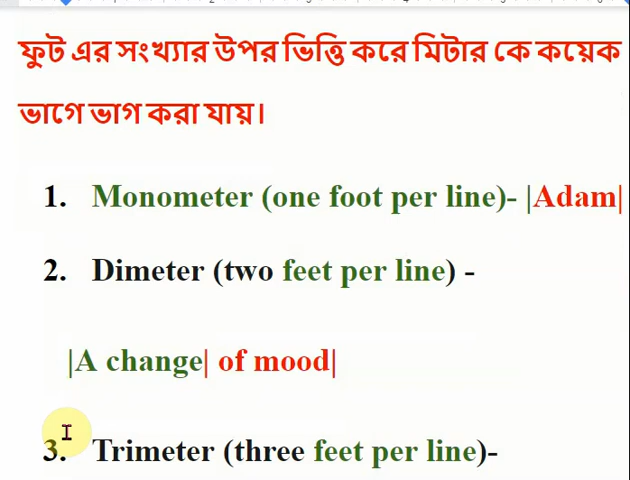 ফুট এর সংখ্যার উপর ভিত্তি করে মিটার কে কয়েক
ভাগে ভাগ করা যায়।
1. Monometer (one foot per line)- |Adam|
2. Dimeter (two feet per line) -
|A change| of mood|
3. Trimeter (three feet per line)-